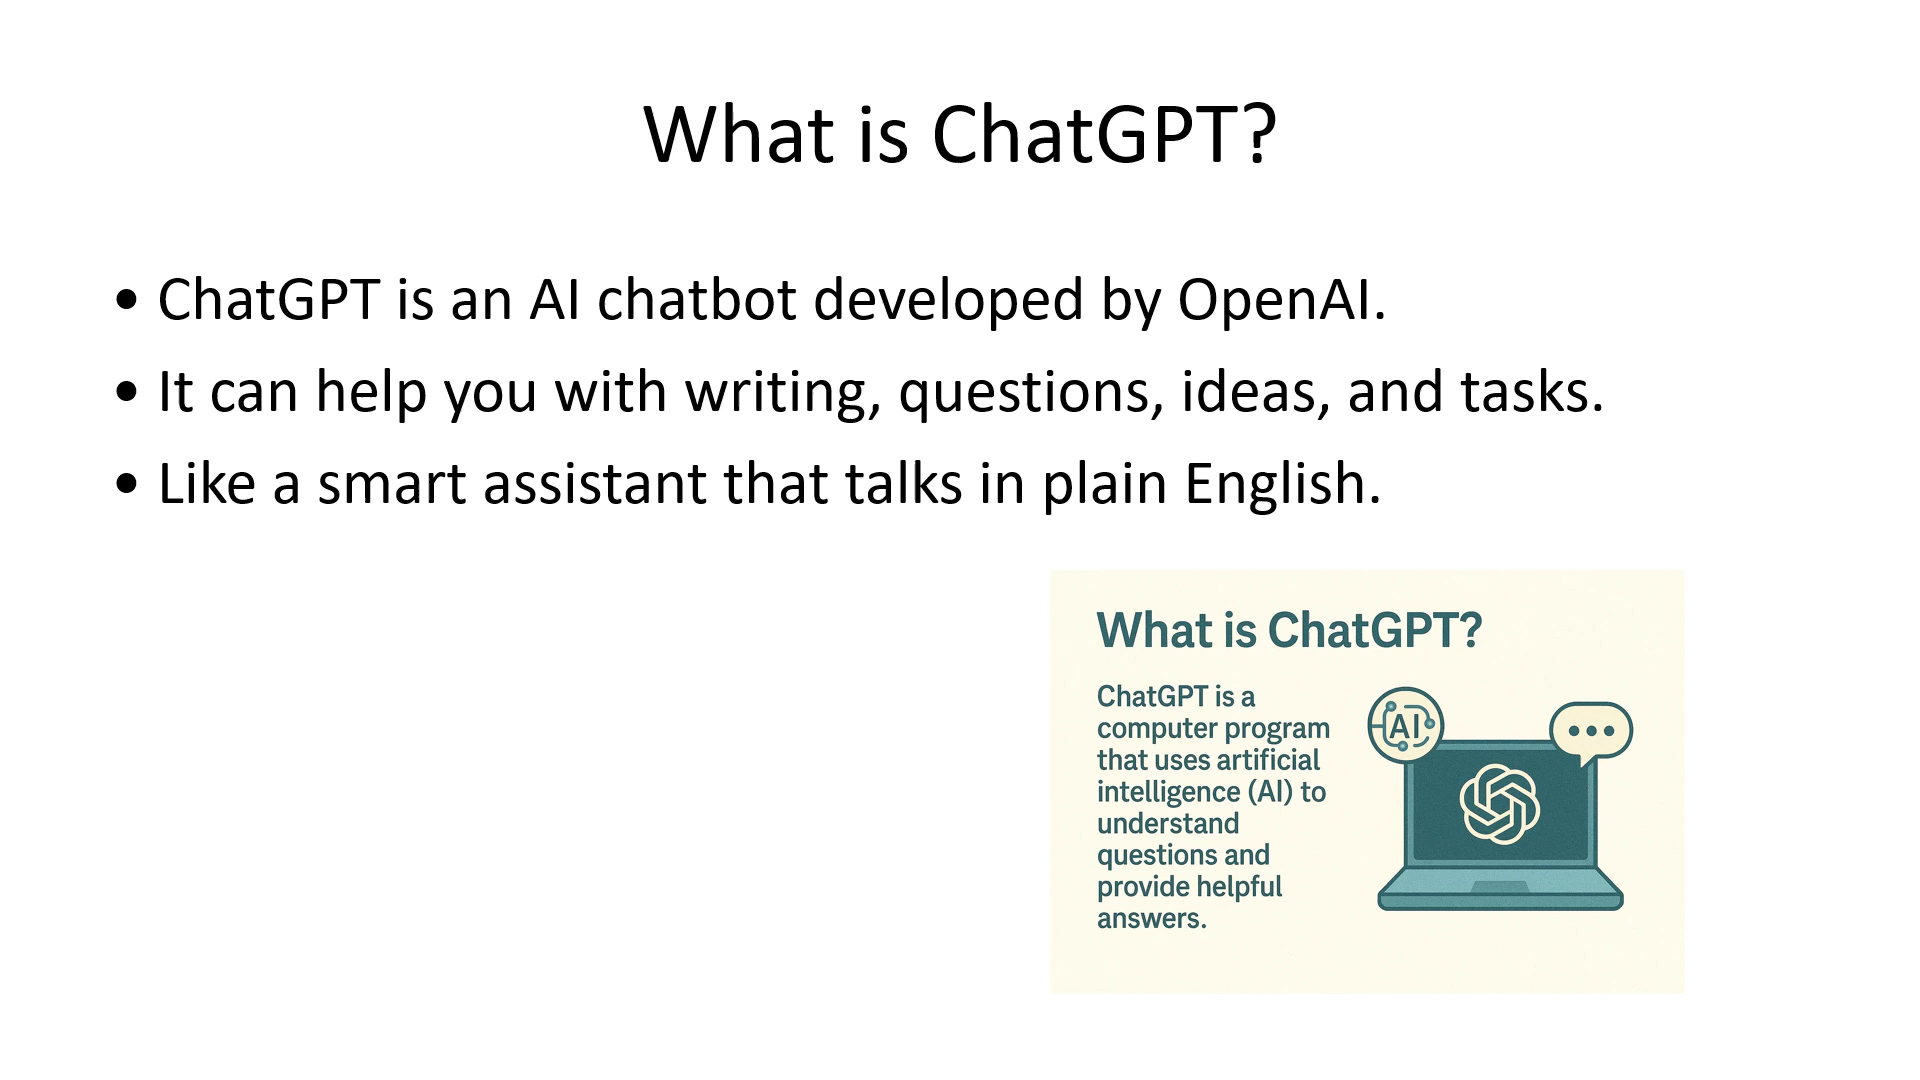 What is ChatGPT?
• ChatGPT is an AI chatbot developed by OpenAI.
• It can help you with writing, questions, ideas, and tasks.
• Like a smart assistant that talks in plain English.
What is ChatGPT?
ChatGPT is a
computer program
that uses artificial
intelligence (AI) to
understand
questions and
provide helpful
answers.
AI